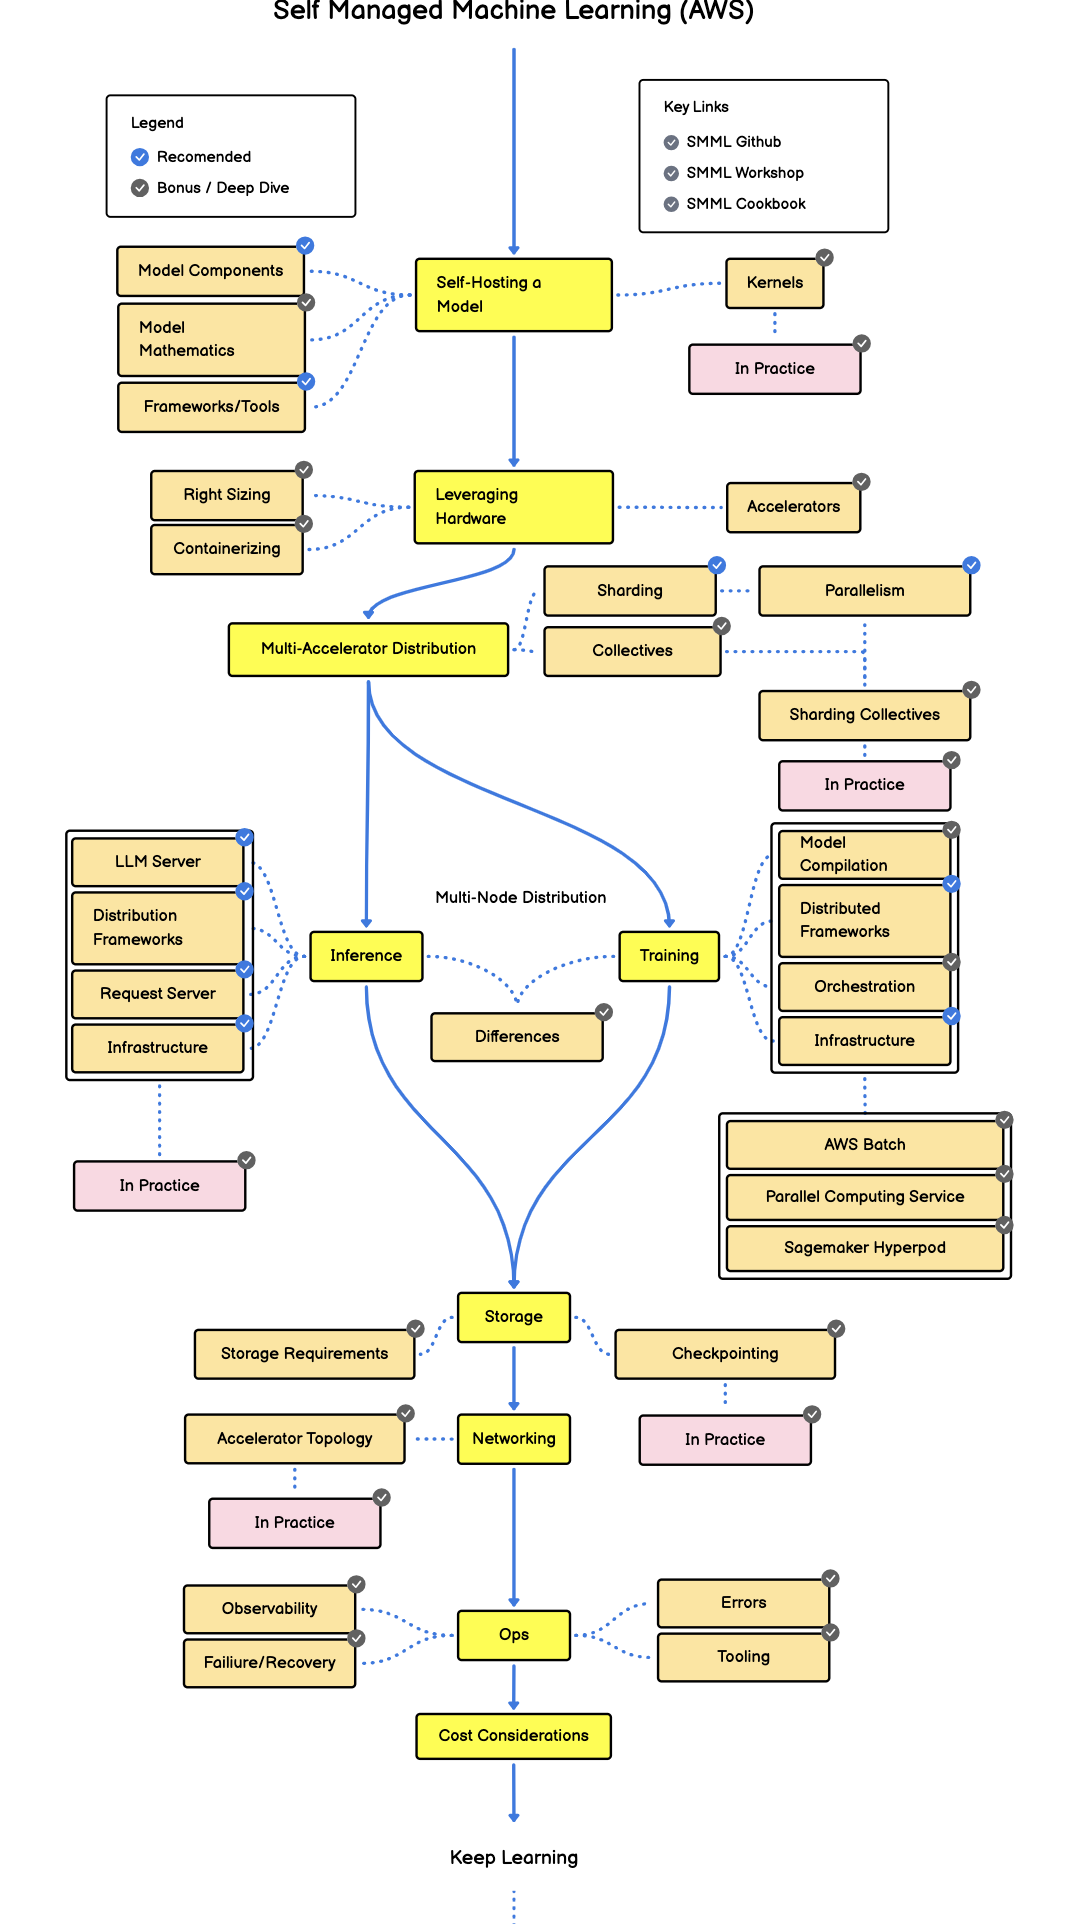 Self Managed Machine Learning (AWS)
Legend
Recomended
Bonus / Deep Dive
Key Links
SMML Github
SMML Workshop
SMML Cookbook
Model Components
Model
Mathematics
Frameworks/Tools
Self-Hosting a
Model
Kernels
In Practice
Right Sizing
Containerizing
Leveraging
Hardware
Accelerators
Sharding
Parallelism
Multi-Accelerator Distribution
Collectives
Sharding Collectives
In Practice
LLM Server
Distribution
Frameworks
Request Server
Infrastructure
In Practice
Multi-Node Distribution
Inference
Training
Differences
Model
Compilation
Distributed
Frameworks
Orchestration
Infrastructure
AWS Batch
Parallel Computing Service
Sagemaker Hyperpod
Storage
Storage Requirements
Checkpointing
In Practice
Accelerator Topology
Networking
In Practice
Observability
Failiure/Recovery
Ops
Errors
Tooling
Cost Considerations
Keep Learning